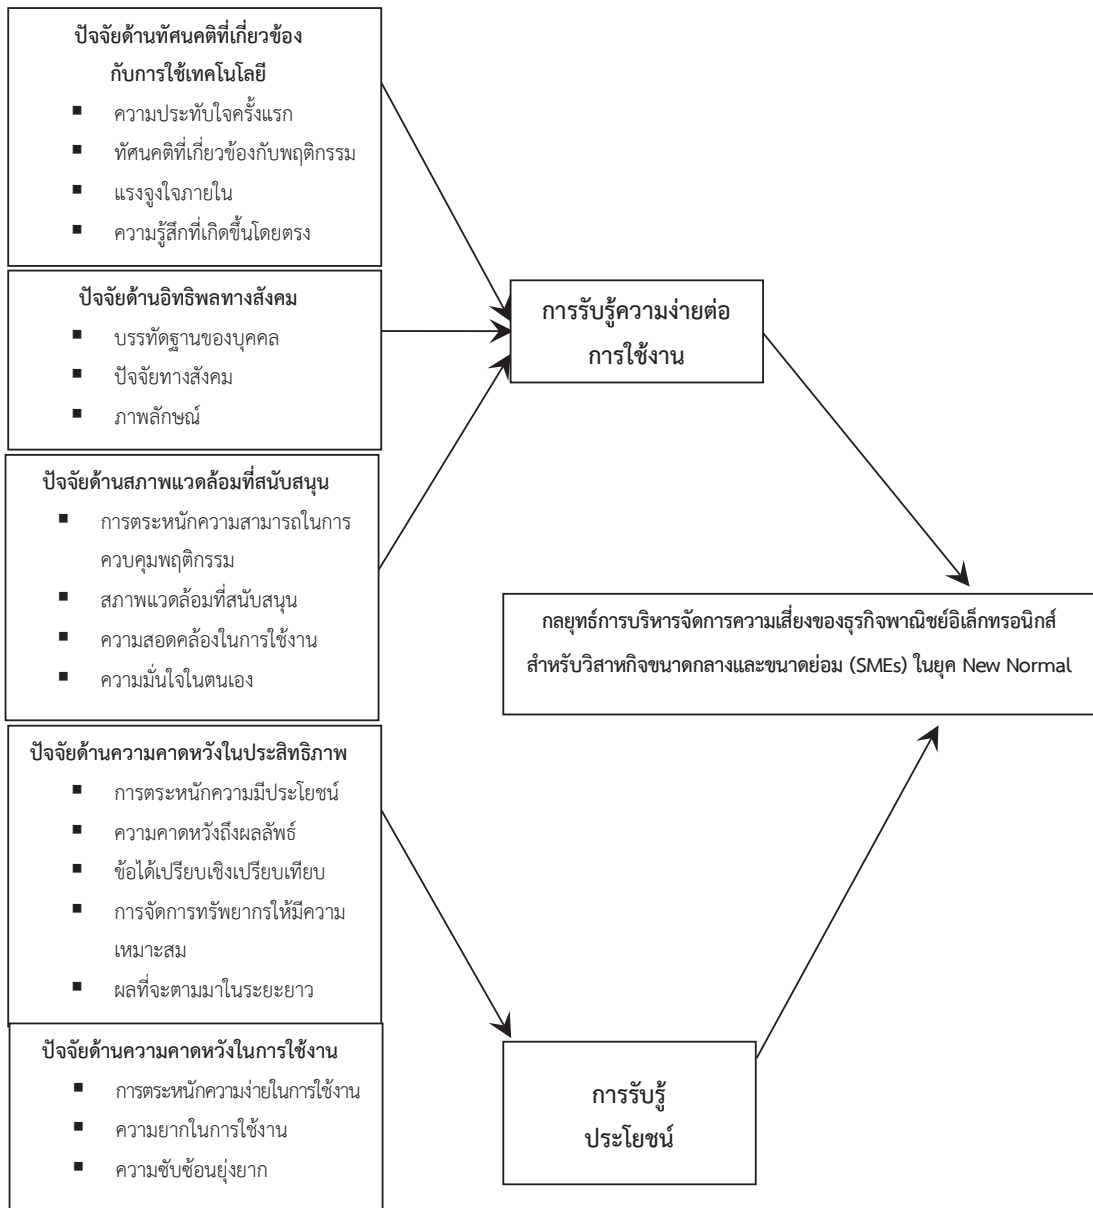 ปัจจัยด้านทัศนคติที่เกี่ยวข้อง
กับการใช้เทคโนโลยี
▪ ความประทับใจครั้งแรก
▪ ทัศนคติที่เกี่ยวข้องกับพฤติกรรม
▪ แรงจูงใจภายใน
▪ ความรู้สึกที่เกิดขึ้นโดยตรง
ปัจจัยด้านอิทธิพลทางสังคม
▪ บรรทัดฐานของบุคคล
▪ ปัจจัยทางสังคม
▪ ภาพลักษณ์
ปัจจัยด้านสภาพแวดล้อมที่สนับสนุน
▪ การตระหนักความสามารถในการ
ควบคุมพฤติกรรม
▪ สภาพแวดล้อมที่สนับสนุน
▪ ความสอดคล้องในการใช้งาน
▪ ความมั่นใจในตนเอง
ปัจจัยด้านความคาดหวังในประสิทธิภาพ
▪ การตระหนักความมีประโยชน์
▪ ความคาดหวังถึงผลลัพธ์
▪ ข้อได้เปรียบเชิงเปรียบเทียบ
▪ การจัดการทรัพยากรให้มีความ
เหมาะสม
▪ ผลที่จะตามมาในระยะยาว
ปัจจัยด้านความคาดหวังในการใช้งาน
▪ การตระหนักความง่ายในการใช้งาน
▪ ความยากในการใช้งาน
▪ ความซับซ้อนยุ่งยาก
การรับรู้ความง่ายต่อ
การใช้งาน
กลยุทธ์การบริหารจัดการความเสี่ยงของธุรกิจพาณิชย์อิเล็กทรอนิกส์
สำหรับวิสาหกิจขนาดกลางและขนาดย่อม (SMEs) ในยุค New Normal
การรับรู้
ประโยชน์